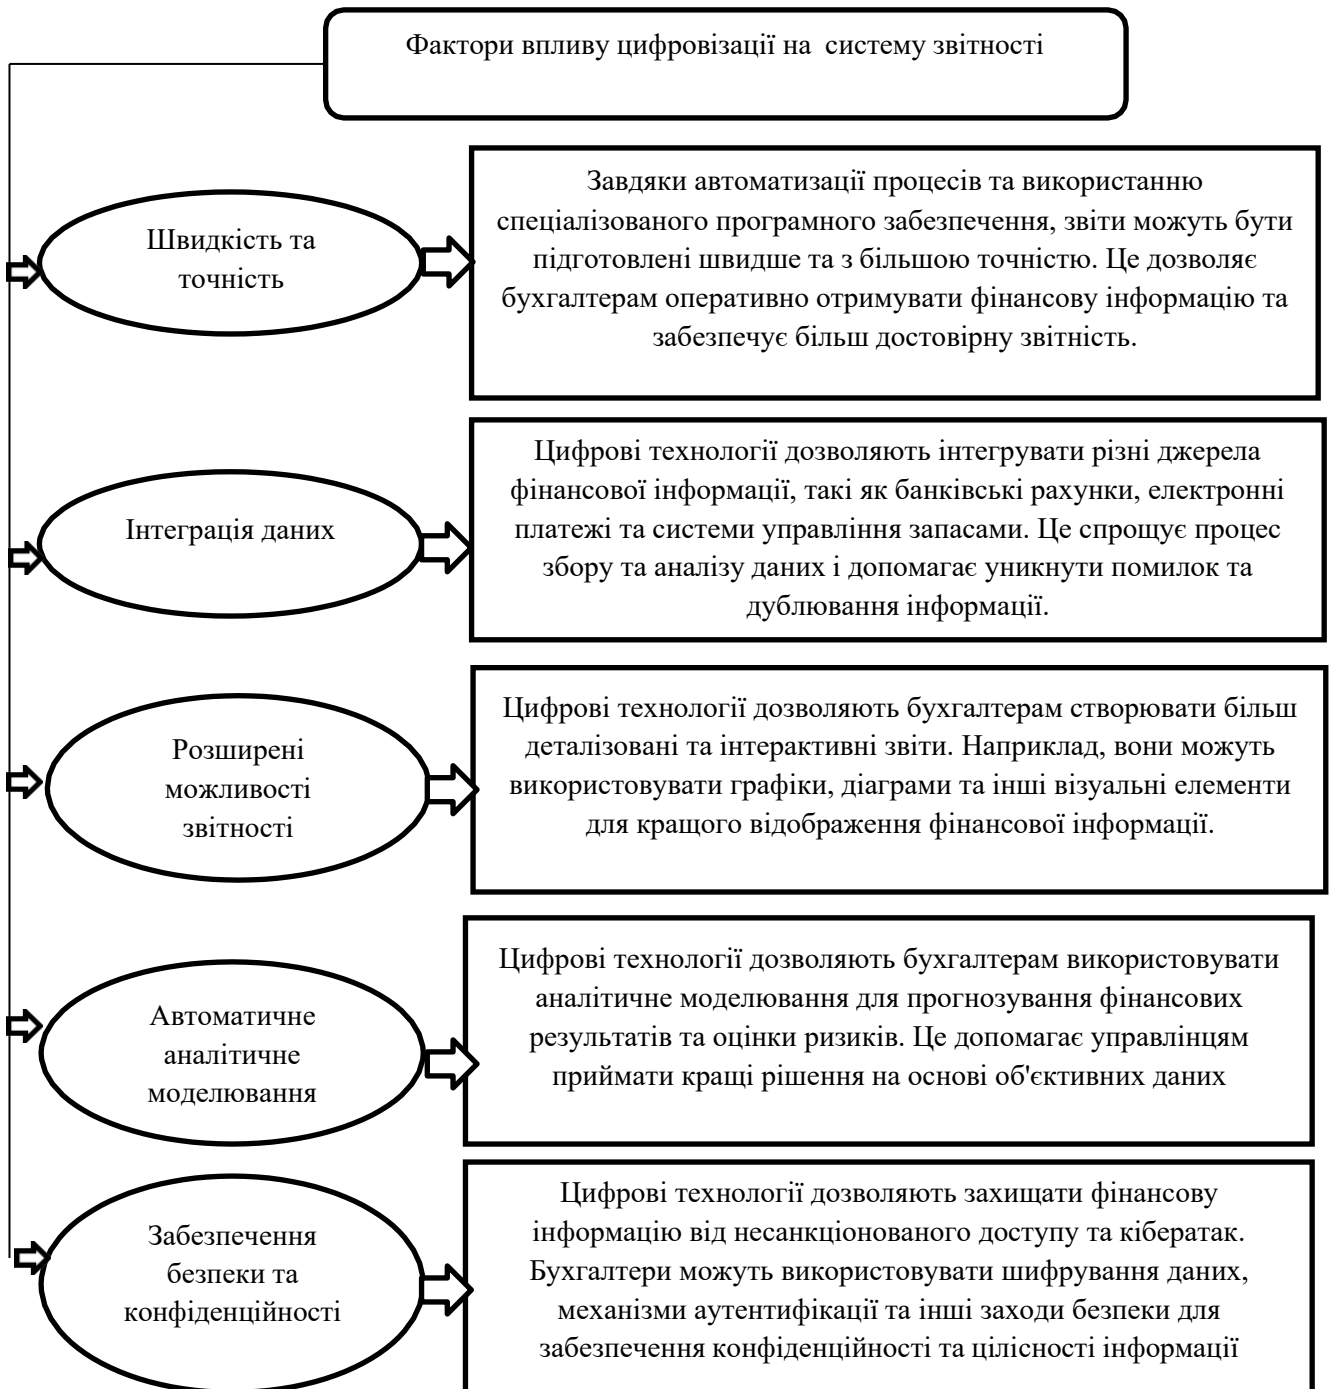 Фактори впливу цифровізації на систему звітності
Швидкість та
точність
Завдяки автоматизації процесів та використанню
спеціалізованого програмного забезпечення, звіти можуть бути
підготовлені швидше та з більшою точністю. Це дозволяє
бухгалтерам оперативно отримувати фінансову інформацію та
забезпечує більш достовірну звітність.
Інтеграція даних
Цифрові технології дозволяють інтегрувати різні джерела
фінансової інформації, такі як банківські рахунки, електронні
платежі та системи управління запасами. Це спрощує процес
збору та аналізу даних і допомагає уникнути помилок та
дублювання інформації.
Розширені
можливості
звітності
Цифрові технології дозволяють бухгалтерам створювати більш
деталізовані та інтерактивні звіти. Наприклад, вони можуть
використовувати графіки, діаграми та інші візуальні елементи
для кращого відображення фінансової інформації.
Автоматичне
аналітичне
моделювання
Цифрові технології дозволяють бухгалтерам використовувати
аналітичне моделювання для прогнозування фінансових
результатів та оцінки ризиків. Це допомагає управлінцям
приймати кращі рішення на основі об'єктивних даних
Забезпечення
безпеки та
конфіденційності
Цифрові технології дозволяють захищати фінансову
інформацію від несанкціонованого доступу та кібератак.
Бухгалтери можуть використовувати шифрування даних,
механізми аутентифікації та інші заходи безпеки для
забезпечення конфіденційності та цілісності інформації